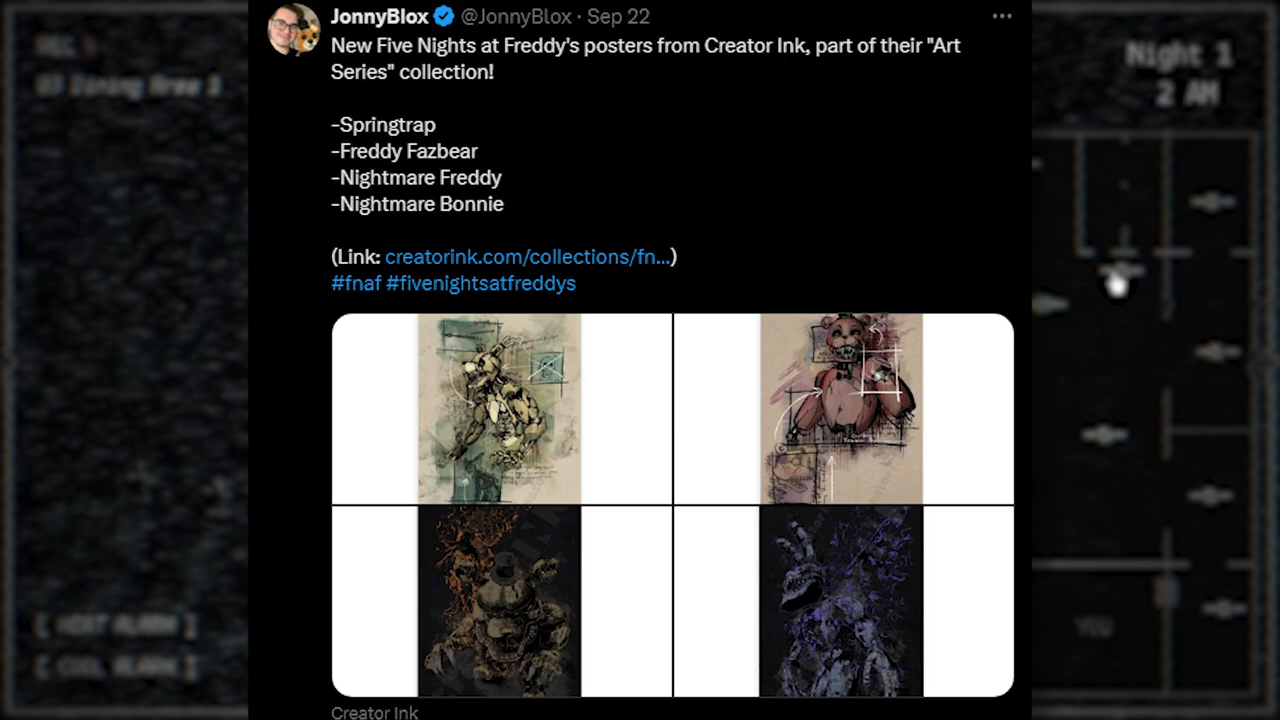 JonnyBlox @JonnyBlox · Sep 22
New Five Nights at Freddy's posters from Creator Ink, part of their "Art
Series" collection!
-Springtrap
-Freddy Fazbear
-Nightmare Freddy
-Nightmare Bonnie
(Link: creatorink.com/collections/fn...)
#fnaf #fivenightsatfreddys
Creator Ink
Night 1
2 AM
YOU